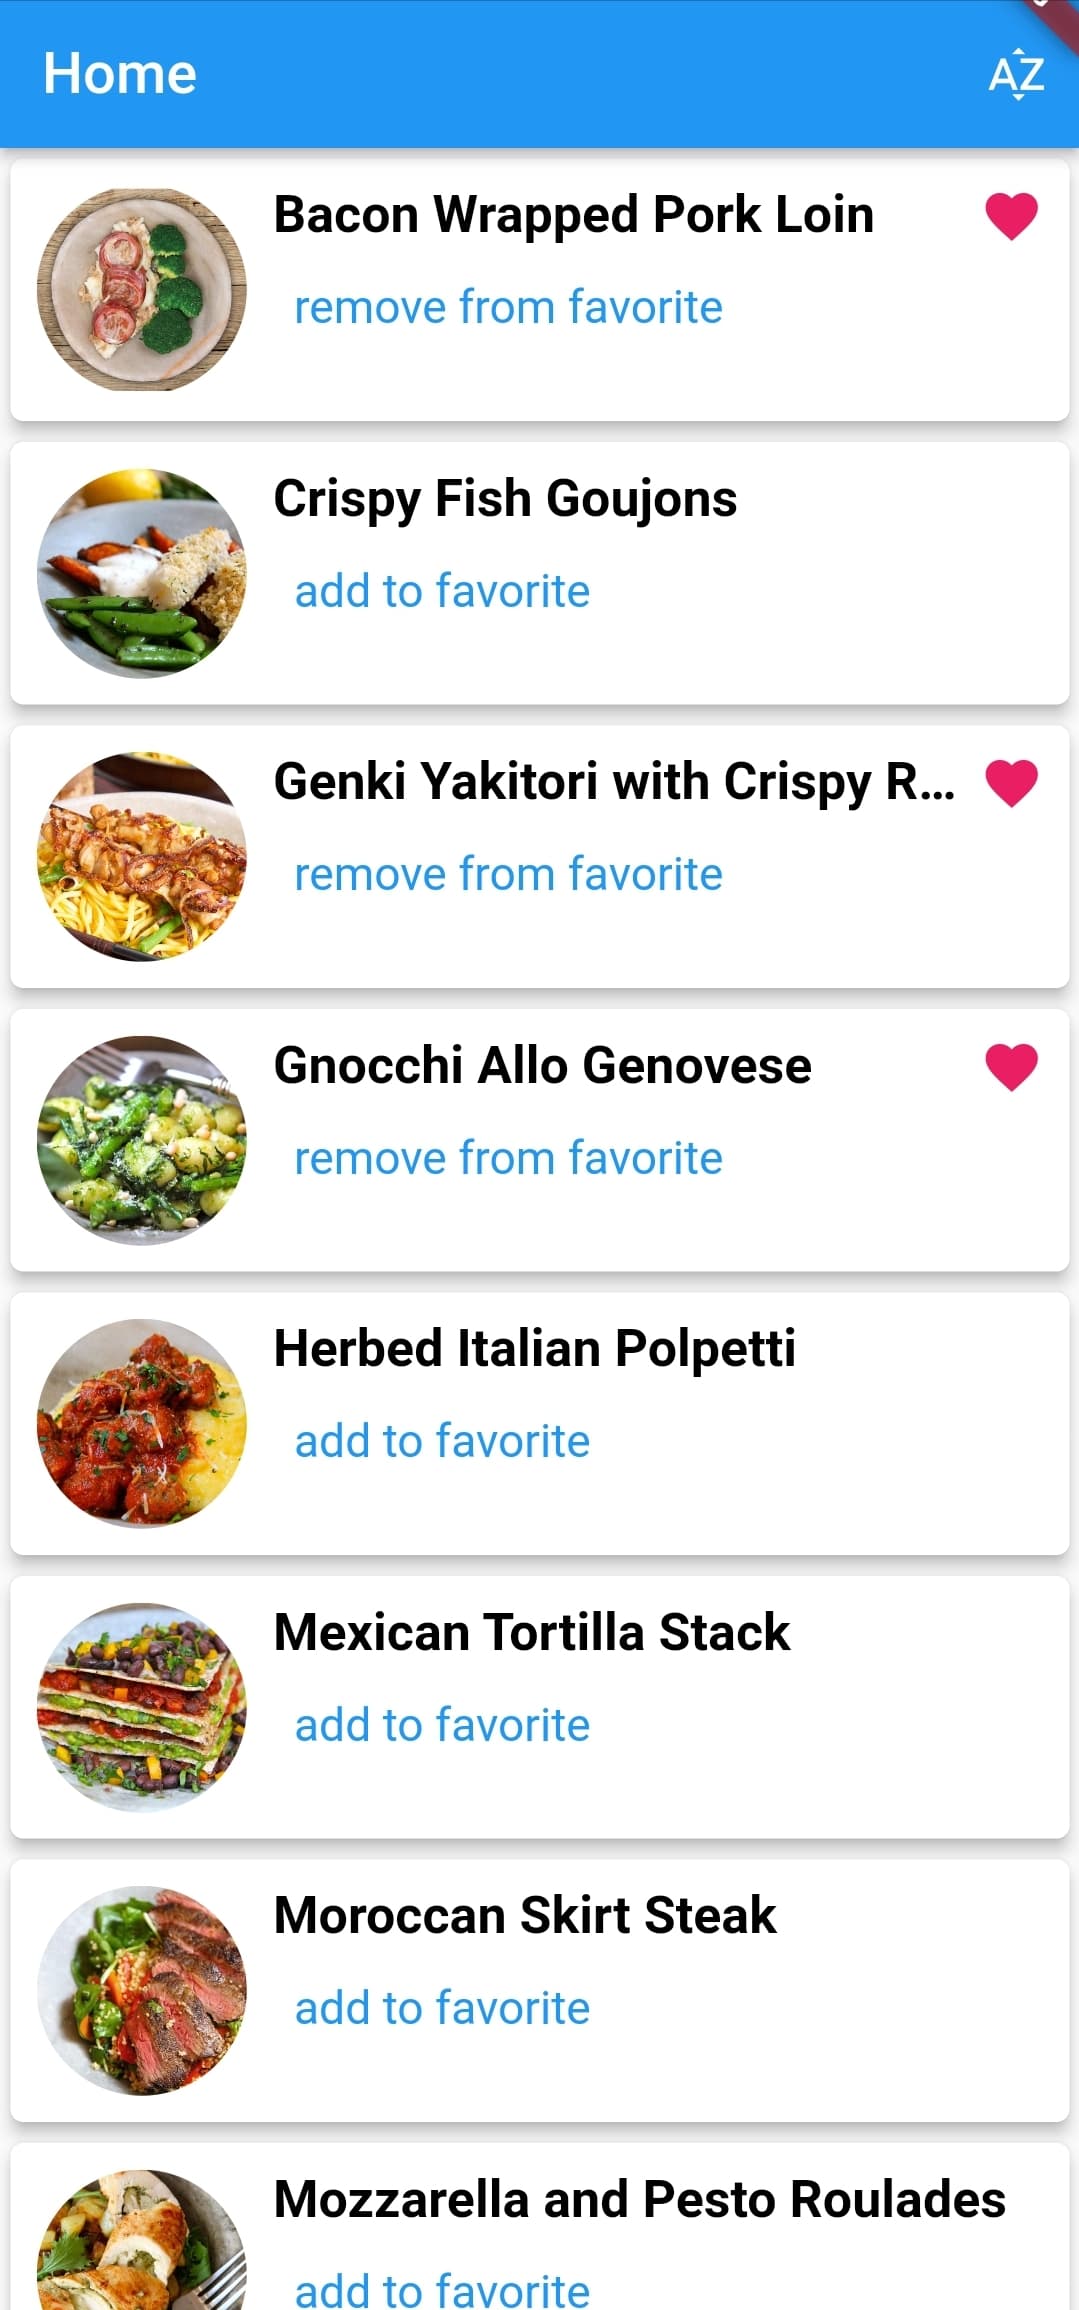 Home
AZ
Bacon Wrapped Pork Loin
remove from favorite
Crispy Fish Goujons
add to favorite
Genki Yakitori with Crispy R...
remove from favorite
Gnocchi Allo Genovese
remove from favorite
Herbed Italian Polpetti
add to favorite
Mexican Tortilla Stack
add to favorite
Moroccan Skirt Steak
add to favorite
Mozzarella and Pesto Roulades
add to favorite